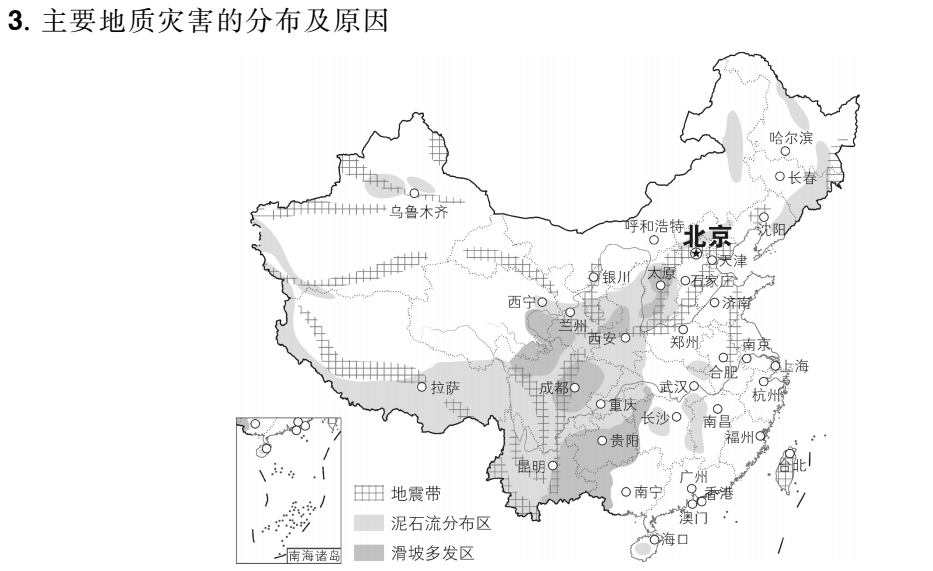 3. 主要地质灾害的分布及原因
哈尔滨
长春
乌鲁木齐
沈阳
呼和浩特
北京
天津
银川
太原
石家庄
西宁
济南
兰州
西安
郑州
南京
合肥
上海
拉萨
成都
武汉
杭州
重庆
长沙
南昌
贵阳
福州
昆明
台北
广州
南宁
香港
澳门
海口
地震带
泥石流分布区
滑坡多发区
南海诸岛